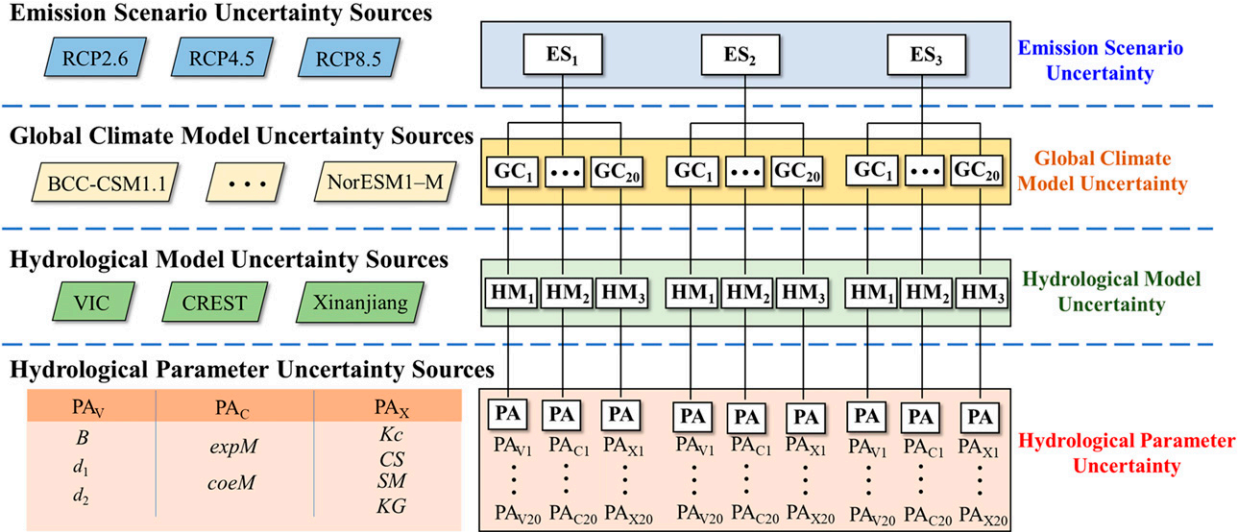 Emission Scenario Uncertainty Sources
RCP2.6 RCP4.5 RCP8.5
ES1 ES2 ES3
Emission Scenario
Uncertainty
Global Climate Model Uncertainty Sources
BCC-CSM1.1 ••• NorESM1–M
GC1 ••• GC20 GC1 ••• GC20 GC1 ••• GC20
Global Climate
Model Uncertainty
Hydrological Model Uncertainty Sources
VIC CREST Xinanjiang
HM1 HM2 HM3 HM1 HM2 HM3 HM1 HM2 HM3
Hydrological Model
Uncertainty
Hydrological Parameter Uncertainty Sources
PAV PAC PAX
B
d1
d2
expM
coeM
Kc
CS
SM
KG
PA PA PA PA PA PA PA PA PA
PAV1 PAC1 PAX1 PAV1 PAC1 PAX1 PAV1 PAC1 PAX1
PAV20 PAC20 PAX20 PAV20 PAC20 PAX20 PAV20 PAC20 PAX20
Hydrological Parameter
Uncertainty